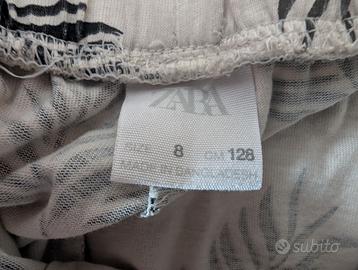 ZARA
SIZE 8 CM 128
MADE IN BANGLADESH
subito